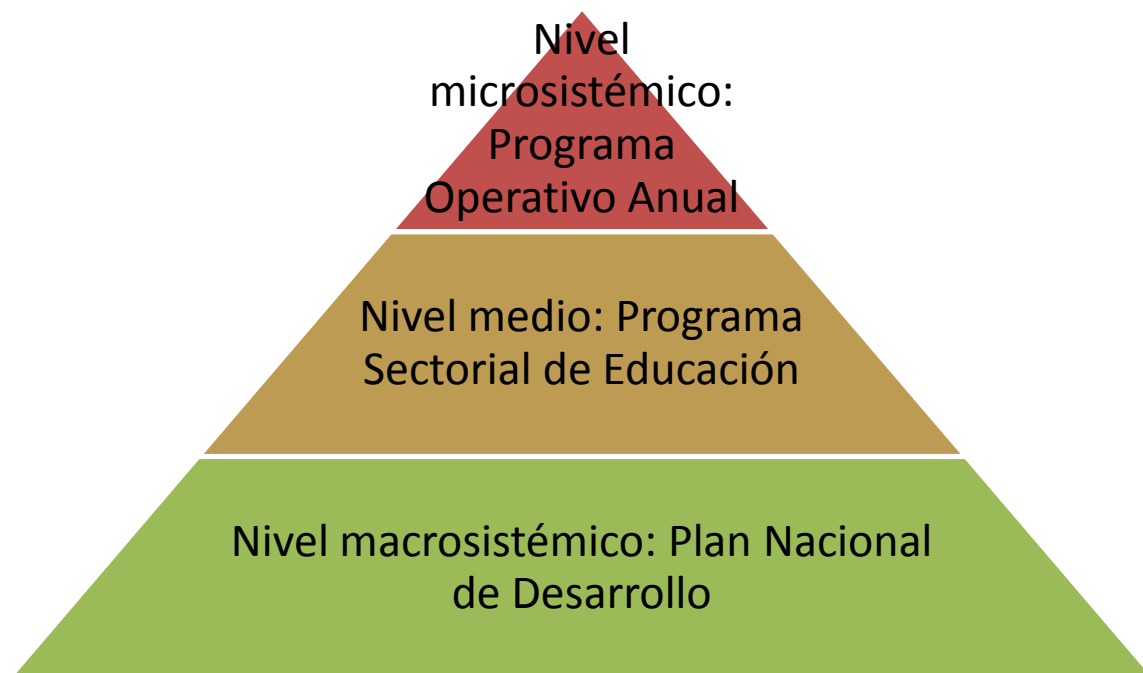 Nivel
microsistémico:
Programa
Operativo Anual
Nivel medio: Programa
Sectorial de Educación
Nivel macrosistémico: Plan Nacional
de Desarrollo